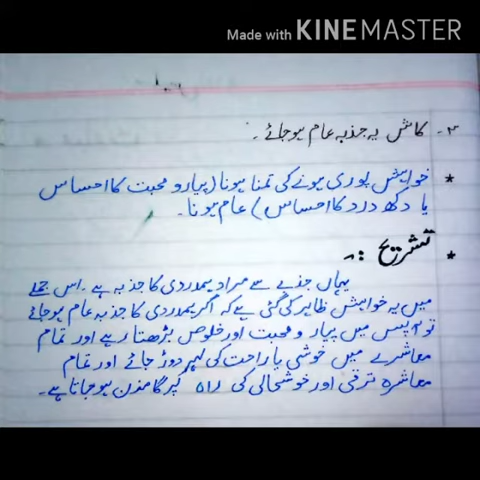 Made with KINEMASTER
۳۔ کاش یہ جذبہ عام ہو جائے۔
* خواہش پوری ہونے کی تمنا ہونا (پیار و محبت کا احساس
یا دکھ درد کا احساس) عام ہونا۔
* تشریح :۔
یہاں جذبے سے مراد ہمدردی کا جذبہ ہے۔ اس جملے
میں یہ خواہش ظاہر کی گئی ہے کہ اگر ہمدردی کا جذبہ عام ہو جائے
تو آپس میں پیار و محبت اور خلوص بڑھتا رہے اور تمام
معاشرے میں خوشی یا راحت کی لہر دوڑ جائے اور تمام
معاشرہ ترقی اور خوشحالی کی راہ پر گامزن ہو جاتا ہے۔